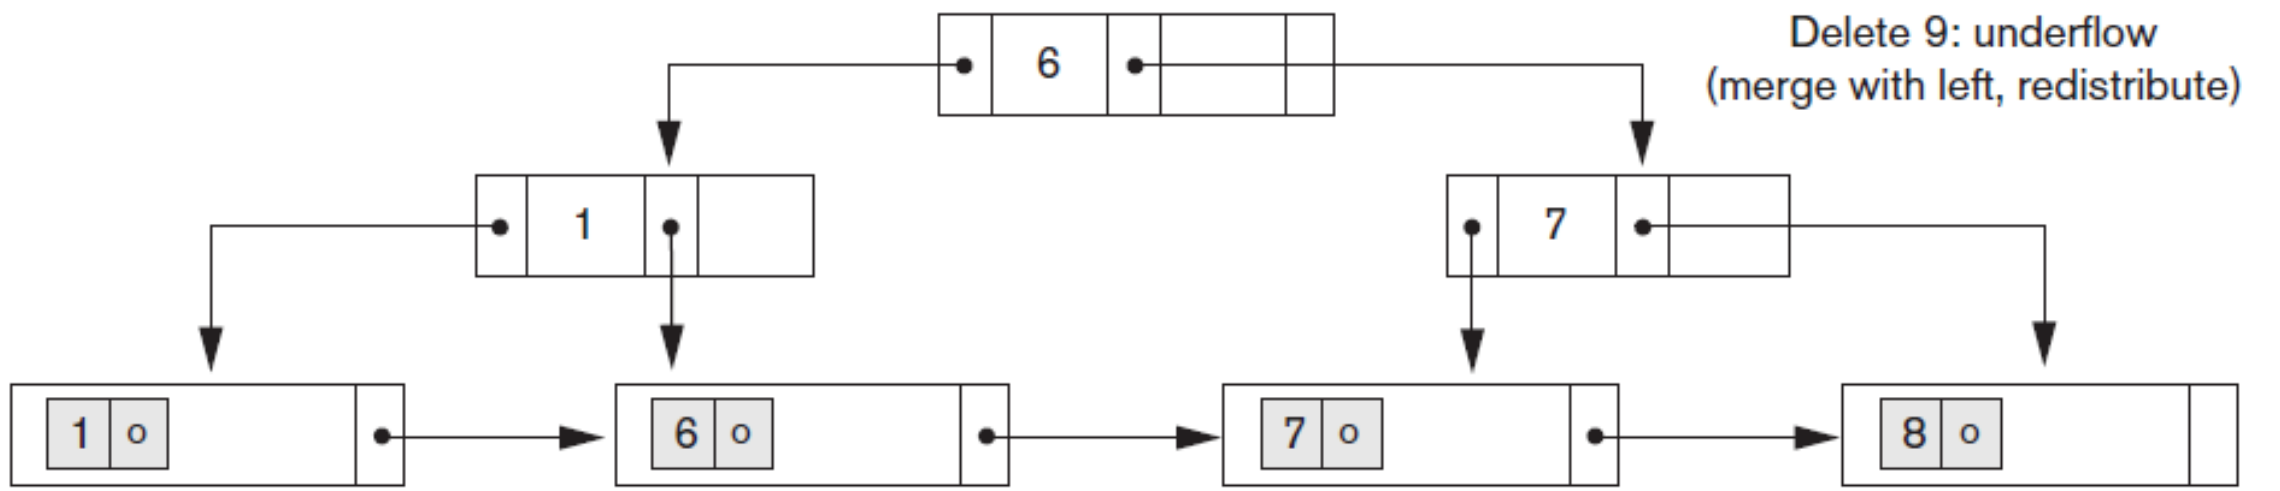 6
Delete 9: underflow
(merge with left, redistribute)
1
7
1 o
6 o
7 o
8 o